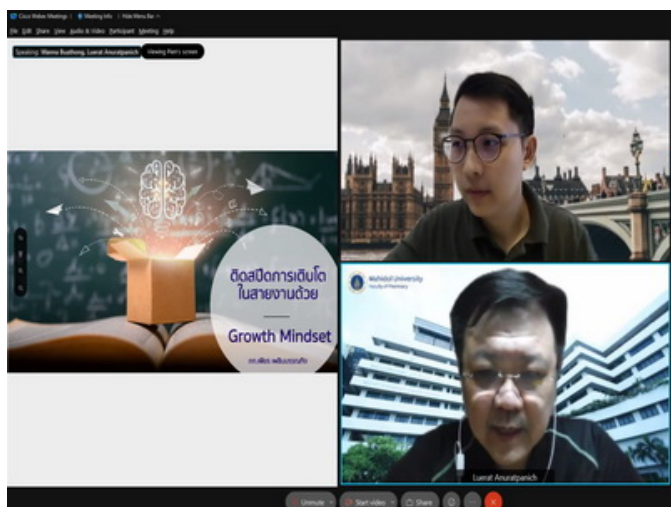 Cisco Webex Meetings
Meeting Info
Hide Menu Bar
File Edit Share View Audio & Video Participant Meeting Help
Speaking: Wanna Buathong, Luerat Anuratpanich
Viewing Pam's screen
ติดสปีดการเติบโต
ในสายงานด้วย
Growth Mindset
Mahidol University
Faculty of Pharmacy
Luerat Anuratpanich
Unmute
Start video
Share